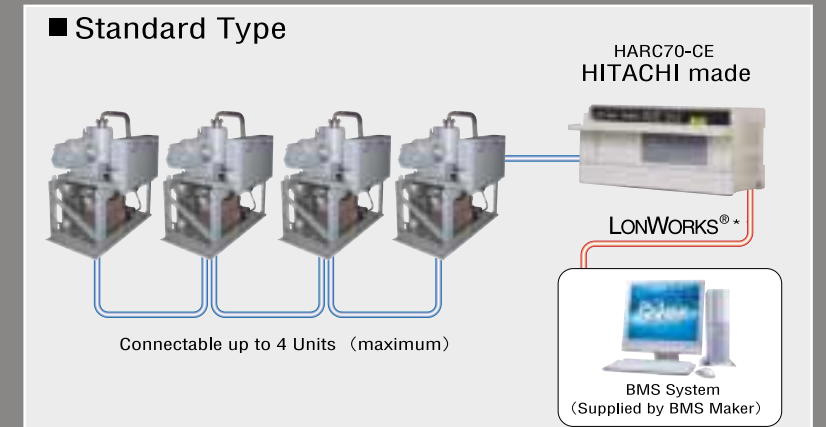 ■ Standard Type
HARC70-CE
HITACHI made
LONWORKS® *
Connectable up to 4 Units （maximum）
BMS System
（Supplied by BMS Maker）